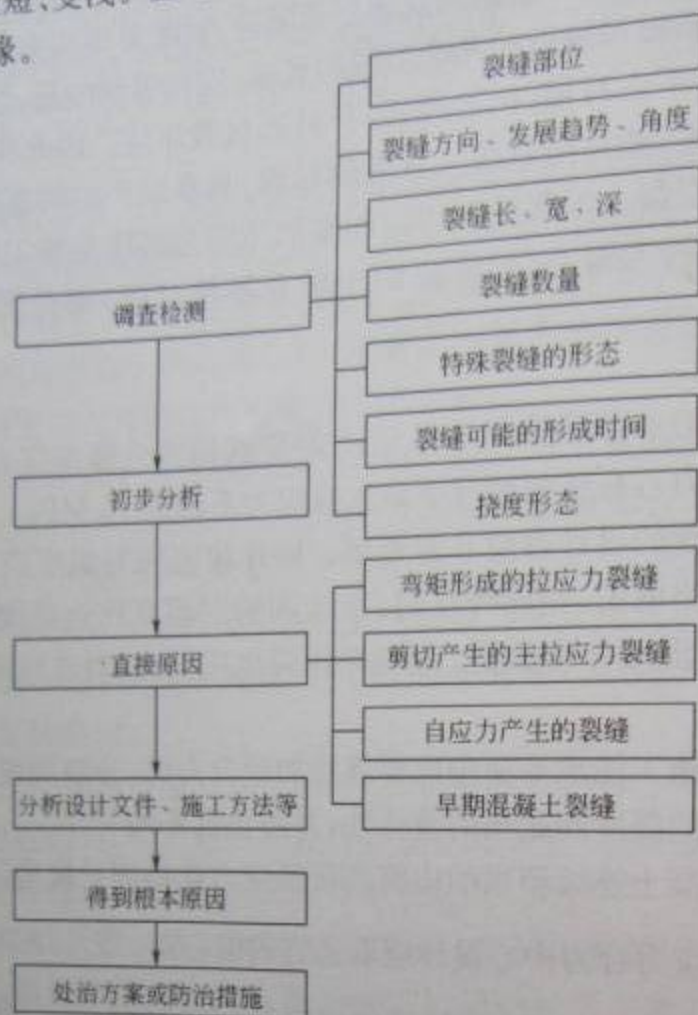 缘。
裂缝部位
裂缝方向、发展趋势、角度
裂缝长、宽、深
裂缝数量
调查检测
特殊裂缝的形态
裂缝可能的形成时间
初步分析
挠度形态
弯矩形成的拉应力裂缝
直接原因
剪切产生的主拉应力裂缝
自应力产生的裂缝
分析设计文件、施工方法等
早期混凝土裂缝
得到根本原因
处治方案或防治措施